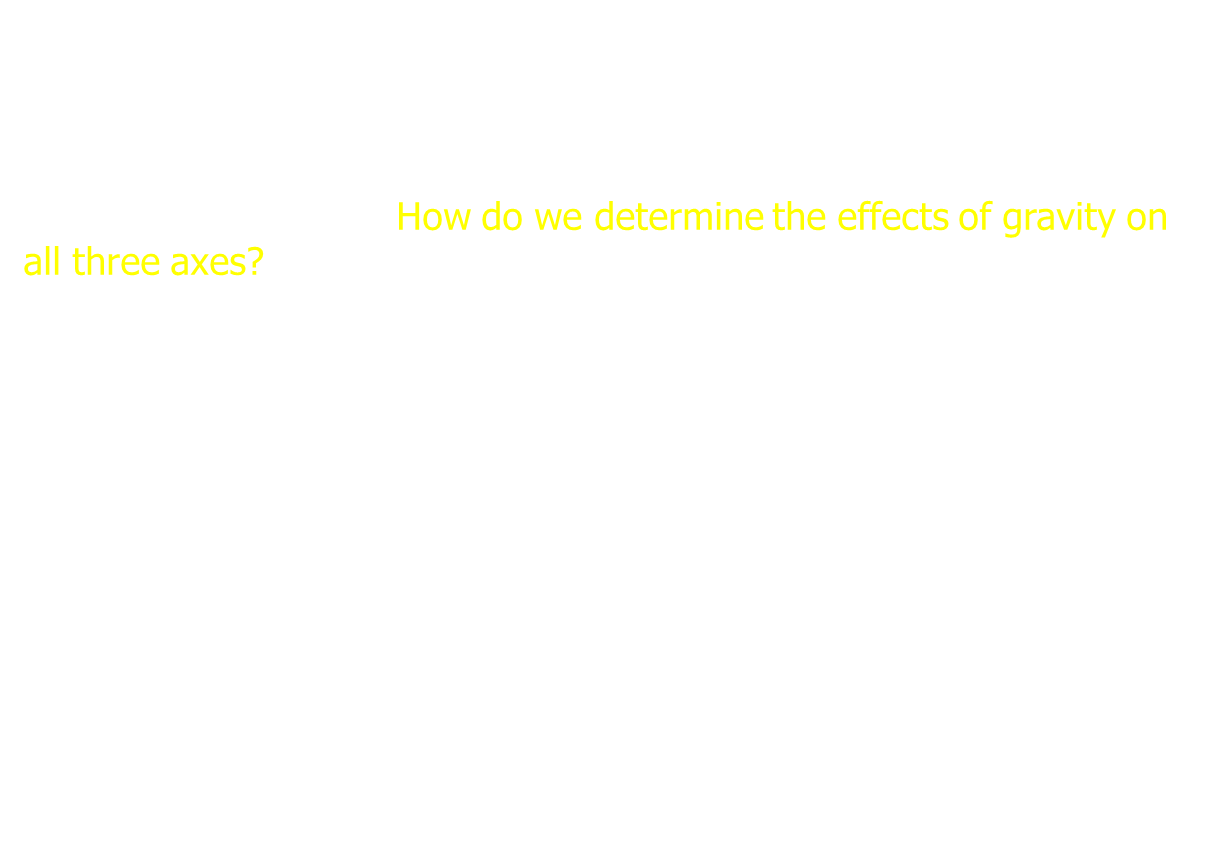 How do we determine the effects of gravity on
all three axes?